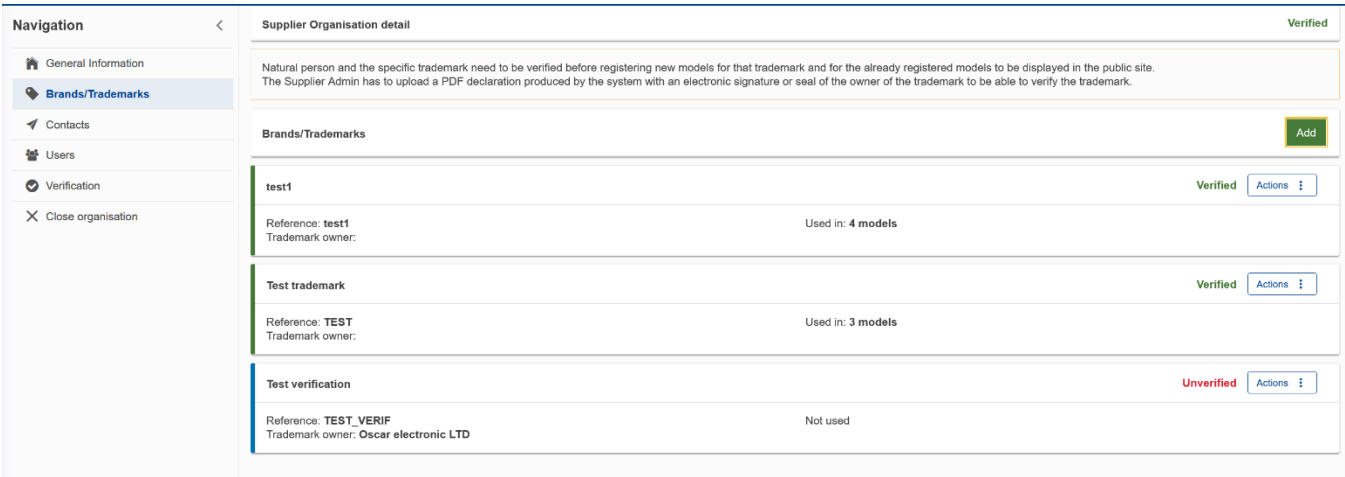 Navigation
General Information
Brands/Trademarks
Contacts
Users
Verification
Close organisation
Supplier Organisation detail
Verified
Natural person and the specific trademark need to be verified before registering new models for that trademark and for the already registered models to be displayed in the public site.
The Supplier Admin has to upload a PDF declaration produced by the system with an electronic signature or seal of the owner of the trademark to be able to verify the trademark.
Brands/Trademarks
Add
test1
Verified
Actions
Reference: test1
Used in: 4 models
Trademark owner:
Test trademark
Verified
Actions
Reference: TEST
Used in: 3 models
Trademark owner:
Test verification
Unverified
Actions
Reference: TEST_VERIF
Not used
Trademark owner: Oscar electronic LTD